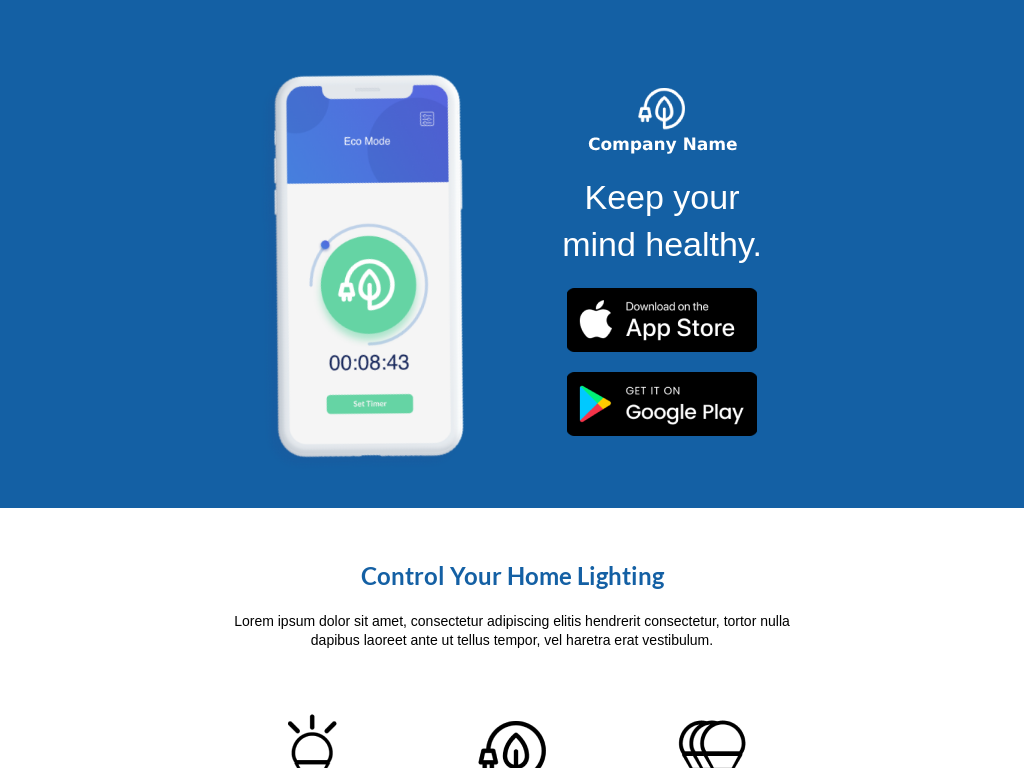 Eco Mode
00:08:43
Set Timer
Company Name
Keep your
mind healthy.
Download on the
App Store
GET IT ON
Google Play
Control Your Home Lighting
Lorem ipsum dolor sit amet, consectetur adipiscing elitis hendrerit consectetur, tortor nulla
dapibus laoreet ante ut tellus tempor, vel haretra erat vestibulum.